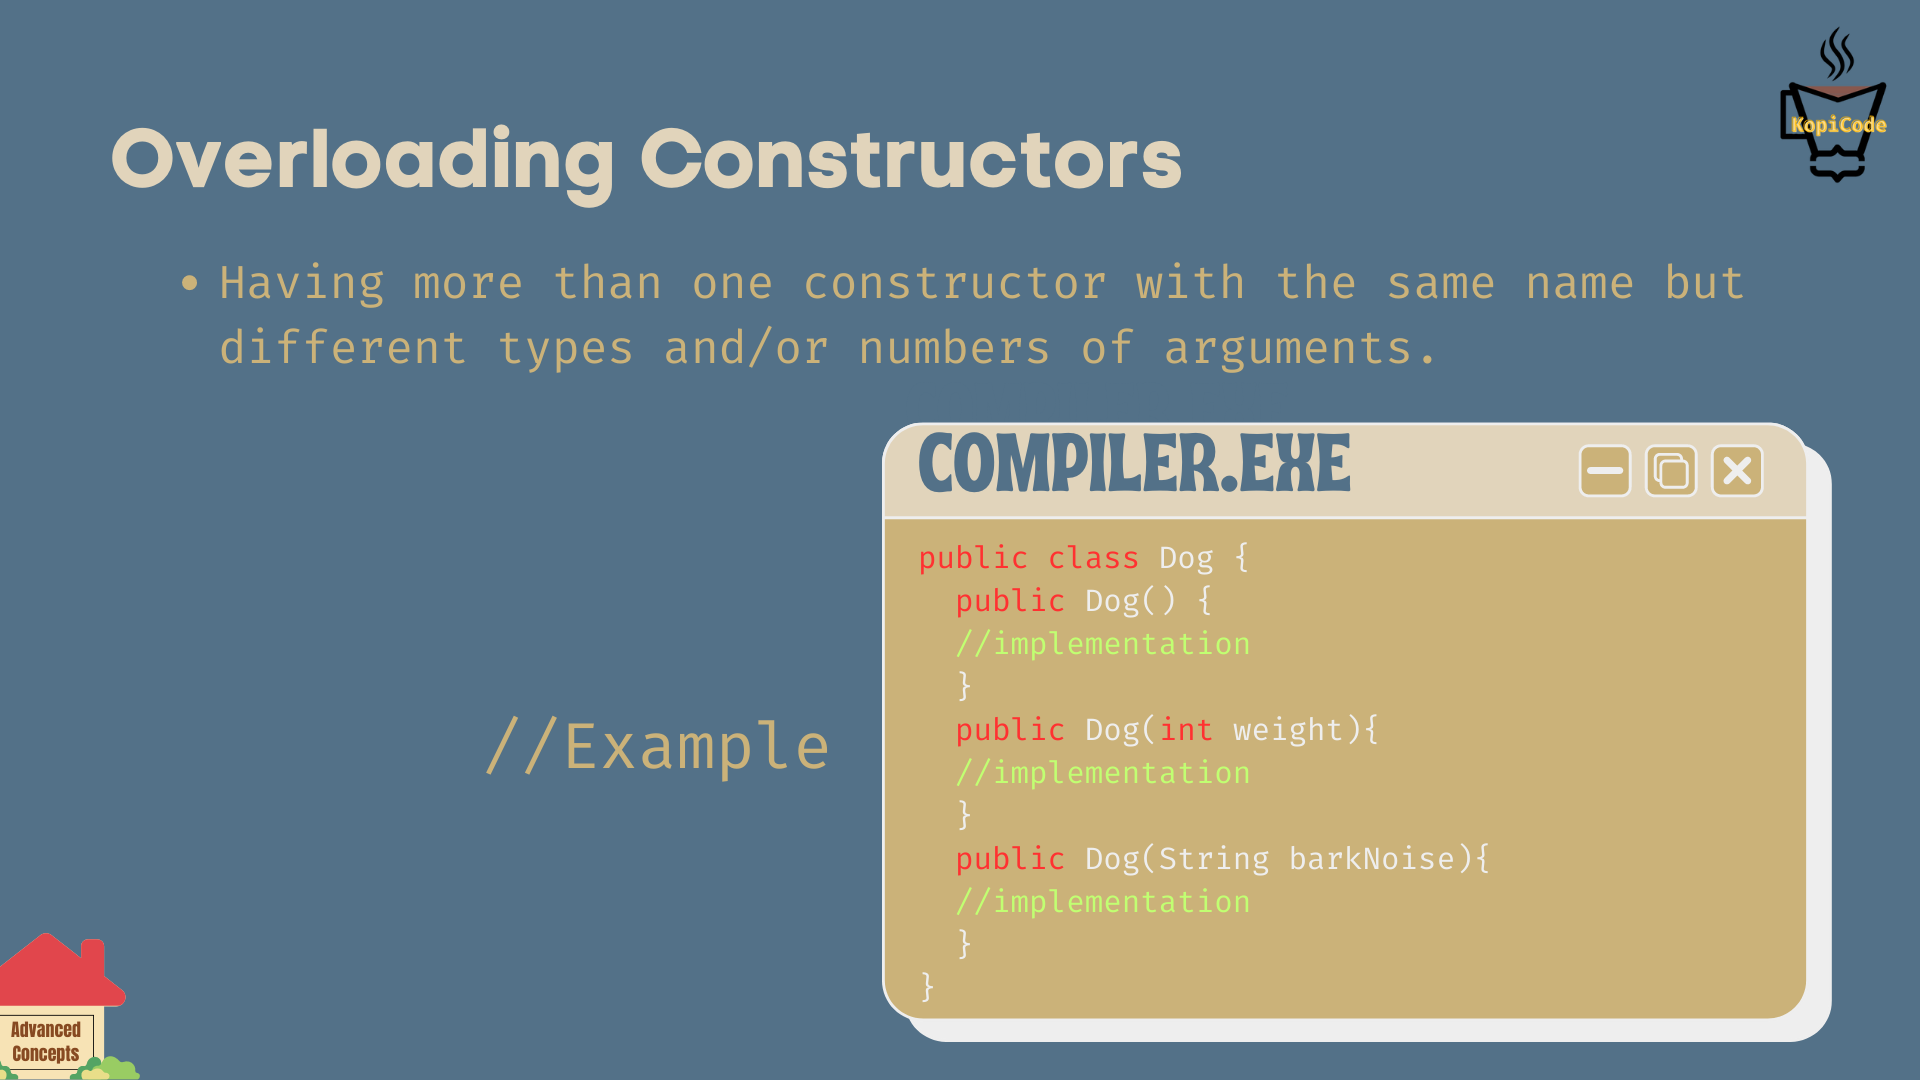 KopiCode
Overloading Constructors
• Having more than one constructor with the same name but
different types and/or numbers of arguments.
COMPILER.EXE
public class Dog {
  public Dog() {
  //implementation
  }
  public Dog(int weight){
  //implementation
  }
  public Dog(String barkNoise){
  //implementation
  }
}
//Example
Advanced
Concepts